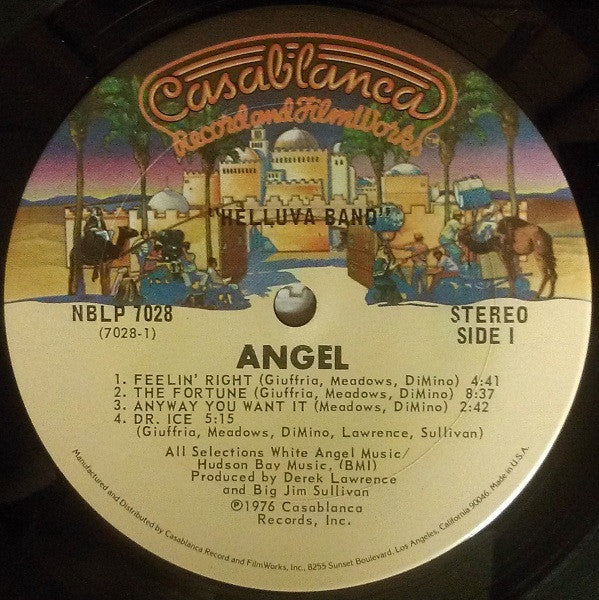 Casablanca
Record and FilmWorks
"HELLUVA BAND"
NBLP 7028
(7028-1)
STEREO
SIDE I
ANGEL
1. FEELIN' RIGHT (Giuffria, Meadows, DiMino) 4:41
2. THE FORTUNE (Giuffria, Meadows, DiMino) 8:37
3. ANYWAY YOU WANT IT (Meadows, DiMino) 2:42
4. DR. ICE 5:15
(Giuffria, Meadows, DiMino, Lawrence, Sullivan)
All Selections White Angel Music/
Hudson Bay Music, (BMI)
Produced by Derek Lawrence
and Big Jim Sullivan
Ⓟ1976 Casablanca
Records, Inc.
Manufactured and Distributed by Casablanca Record and FilmWorks, Inc., 8255 Sunset Boulevard, Los Angeles, California 90046. Made in U.S.A.